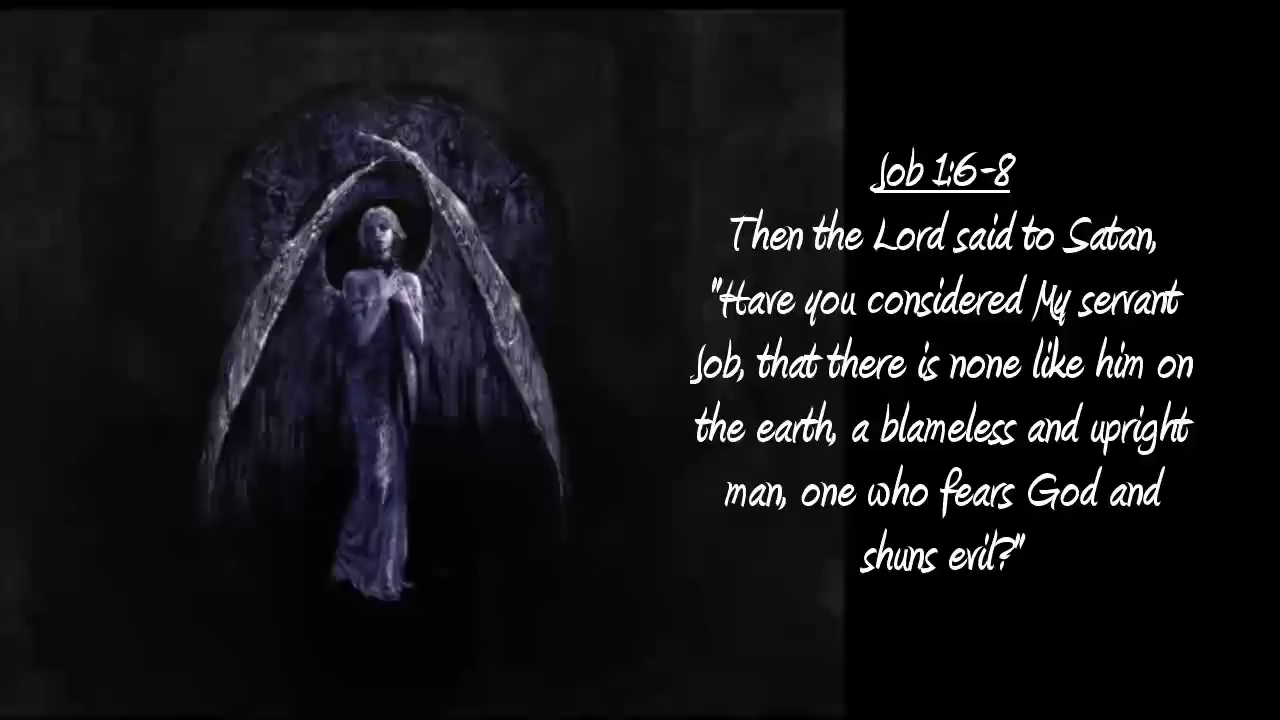 Job 1:6-8
Then the Lord said to Satan,
"Have you considered My servant
Job, that there is none like him on
the earth, a blameless and upright
man, one who fears God and
shuns evil?"